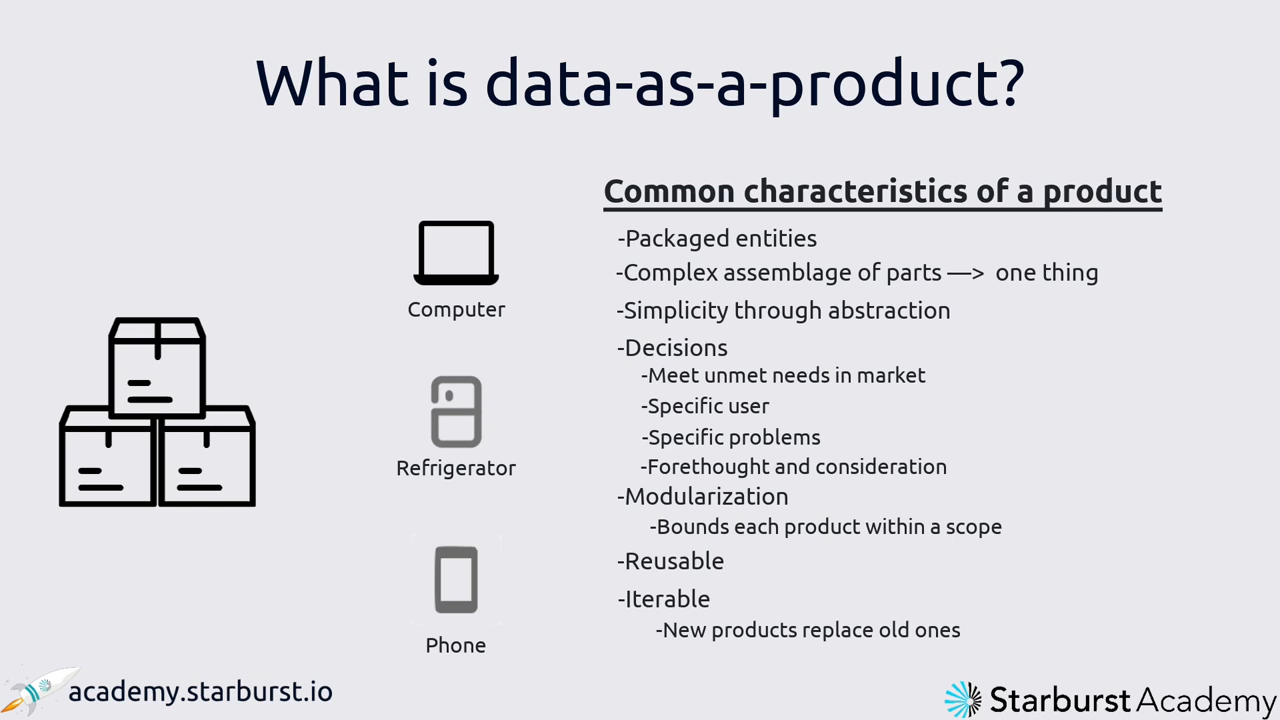 What is data-as-a-product?
Computer
Refrigerator
Phone
Common characteristics of a product
-Packaged entities
-Complex assemblage of parts —> one thing
-Simplicity through abstraction
-Decisions
-Meet unmet needs in market
-Specific user
-Specific problems
-Forethought and consideration
-Modularization
-Bounds each product within a scope
-Reusable
-Iterable
-New products replace old ones
academy.starburst.io
Starburst Academy